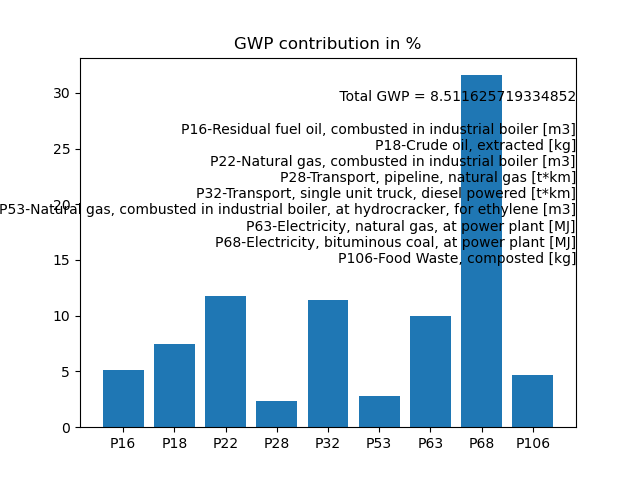 GWP contribution in %
30
25
20
15
10
5
0
Total GWP = 8.511625719334852
P16-Residual fuel oil, combusted in industrial boiler [m3]
P18-Crude oil, extracted [kg]
P22-Natural gas, combusted in industrial boiler [m3]
P28-Transport, pipeline, natural gas [t*km]
P32-Transport, single unit truck, diesel powered [t*km]
P53-Natural gas, combusted in industrial boiler, at hydrocracker, for ethylene [m3]
P63-Electricity, natural gas, at power plant [MJ]
P68-Electricity, bituminous coal, at power plant [MJ]
P106-Food Waste, composted [kg]
P16 P18 P22 P28 P32 P53 P63 P68 P106